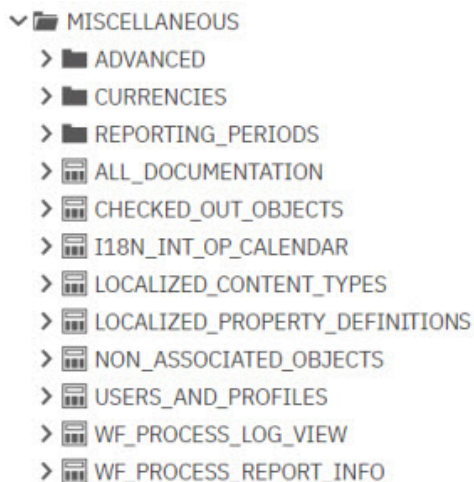 MISCELLANEOUS
ADVANCED
CURRENCIES
REPORTING_PERIODS
ALL_DOCUMENTATION
CHECKED_OUT_OBJECTS
I18N_INT_OP_CALENDAR
LOCALIZED_CONTENT_TYPES
LOCALIZED_PROPERTY_DEFINITIONS
NON_ASSOCIATED_OBJECTS
USERS_AND_PROFILES
WF_PROCESS_LOG_VIEW
WF_PROCESS_REPORT_INFO